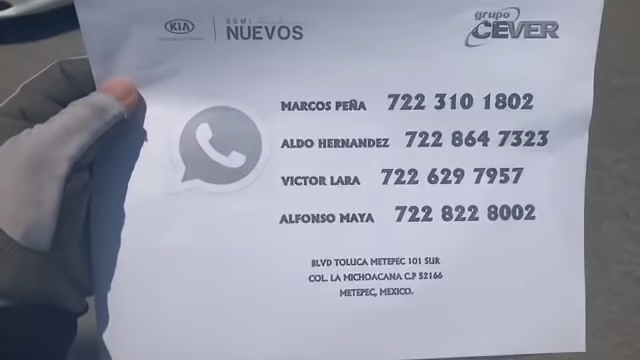 KIA
SEMI
NUEVOS
grupo
CEVER
MARCOS PEÑA 722 310 1802
ALDO HERNANDEZ 722 864 7323
VICTOR LARA 722 629 7957
ALFONSO MAYA 722 822 8002
BLVD TOLUCA METEPEC 101 SUR
COL. LA MICHOACANA C.P 52166
METEPEC, MEXICO.